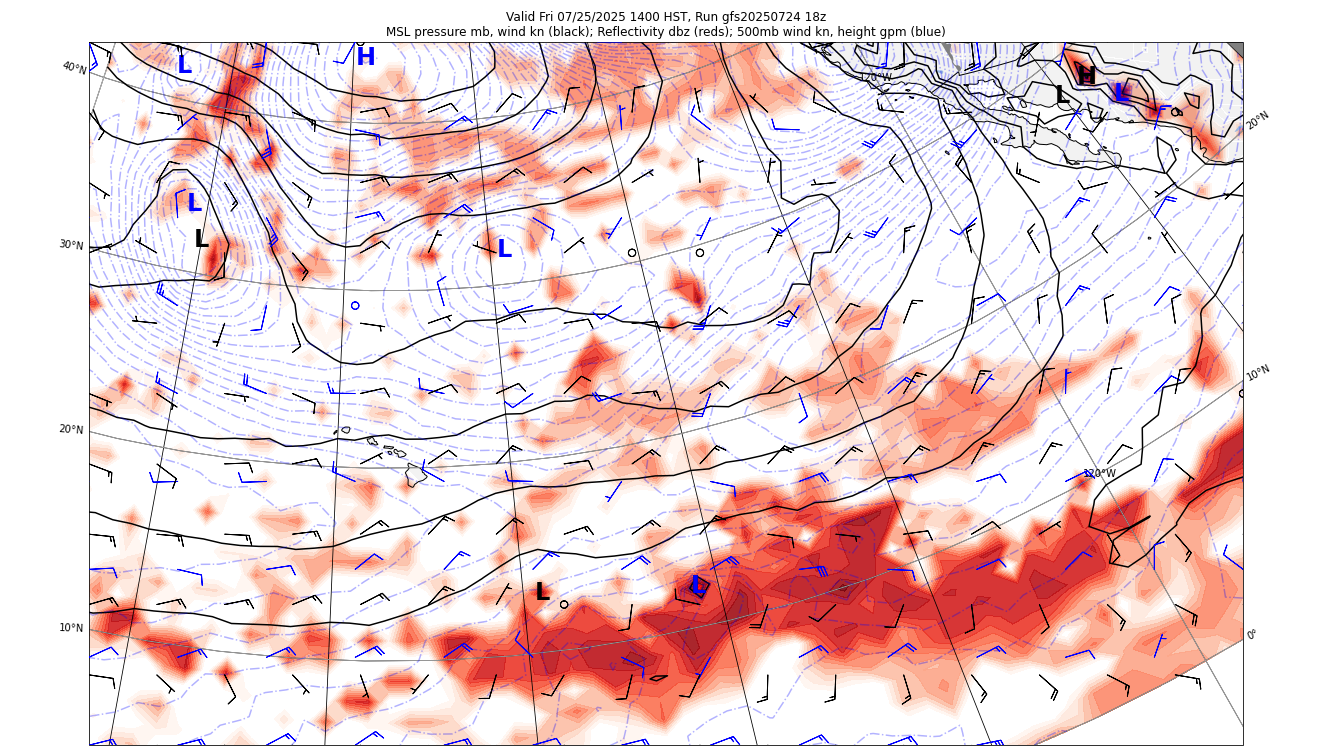 Valid Fri 07/25/2025 1400 HST, Run gfs20250724 18z
MSL pressure mb, wind kn (black); Reflectivity dbz (reds); 500mb wind kn, height gpm (blue)
L
H
40°N
120°W
H
L
L
20°N
L
L
30°N
L
10°N
20°N
120°W
L
L
10°N
0°